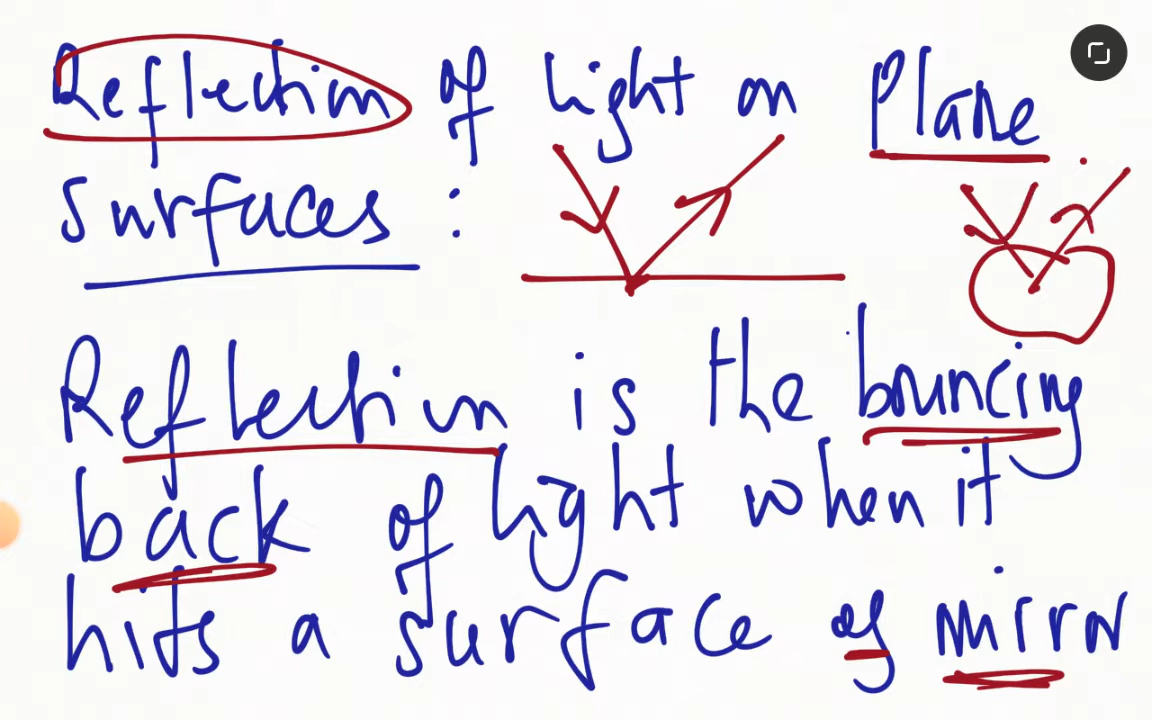 Reflection of light on Plane
surfaces :
Reflection is the bouncing
back of light when it
hits a surface of mirror